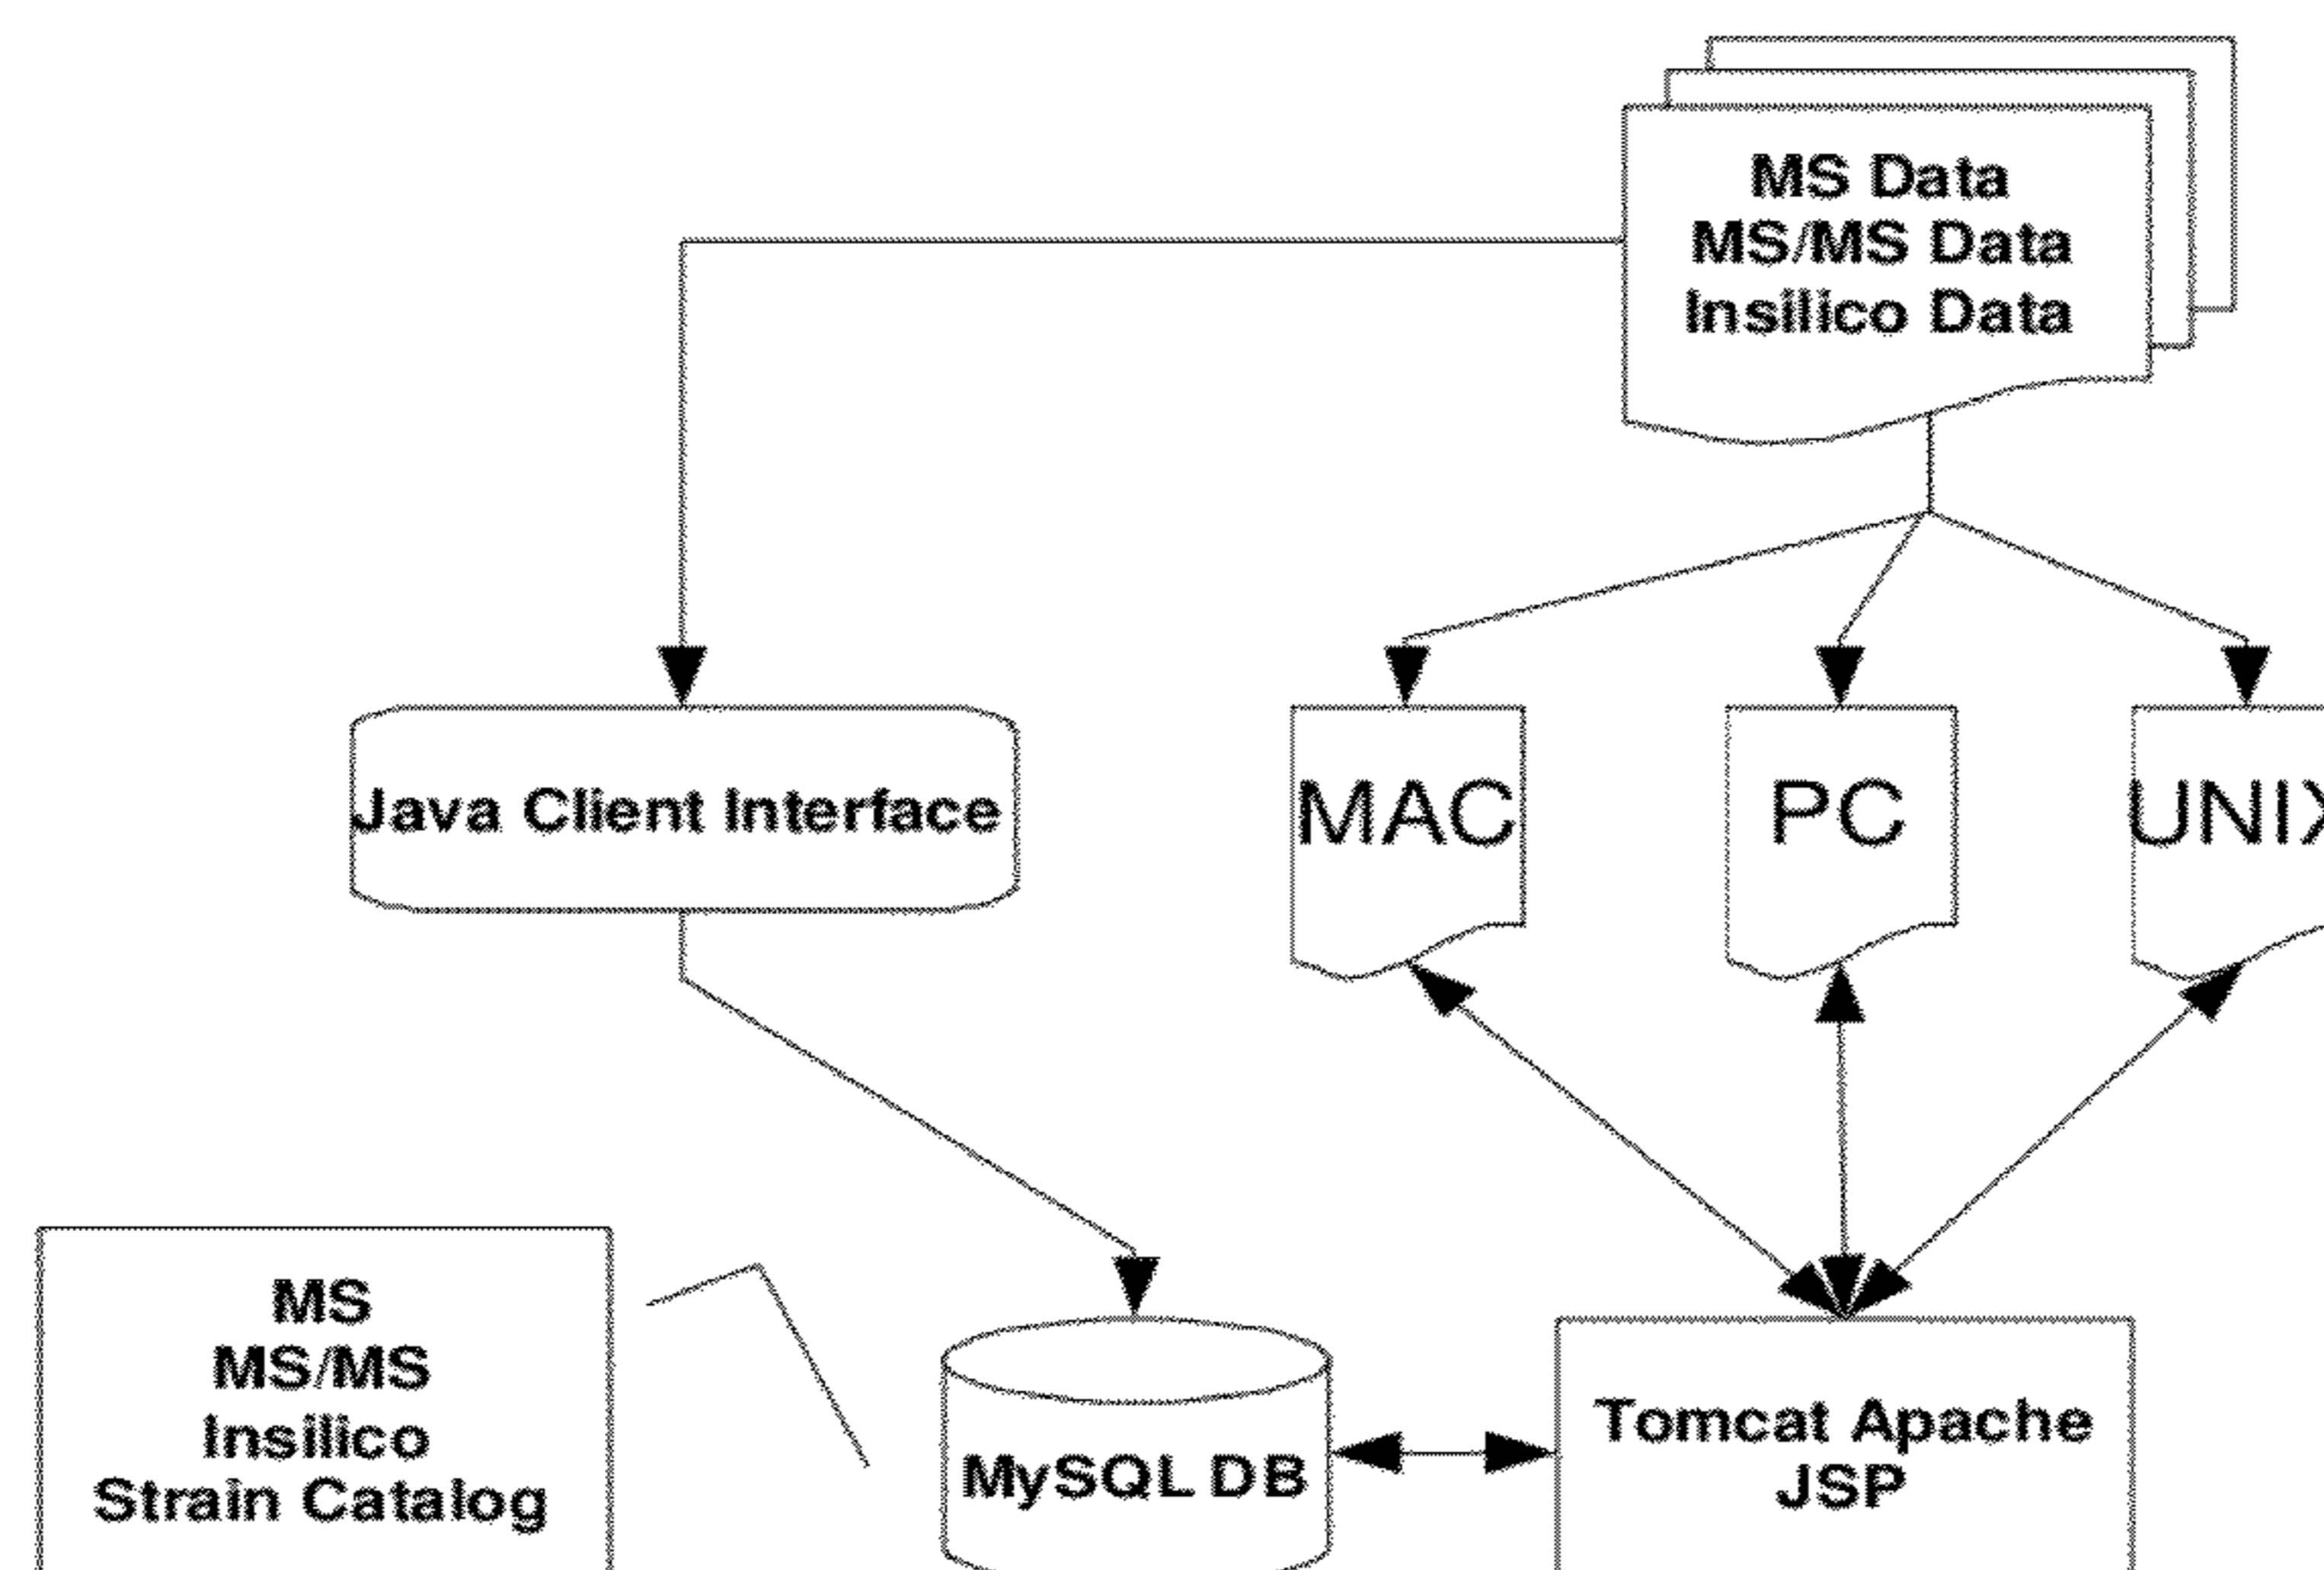 MS Data
MS/MS Data
Insilico Data
Java Client Interface
MAC
PC
UNIX
MS
MS/MS
Insilico
Strain Catalog
MySQL DB
Tomcat Apache
JSP